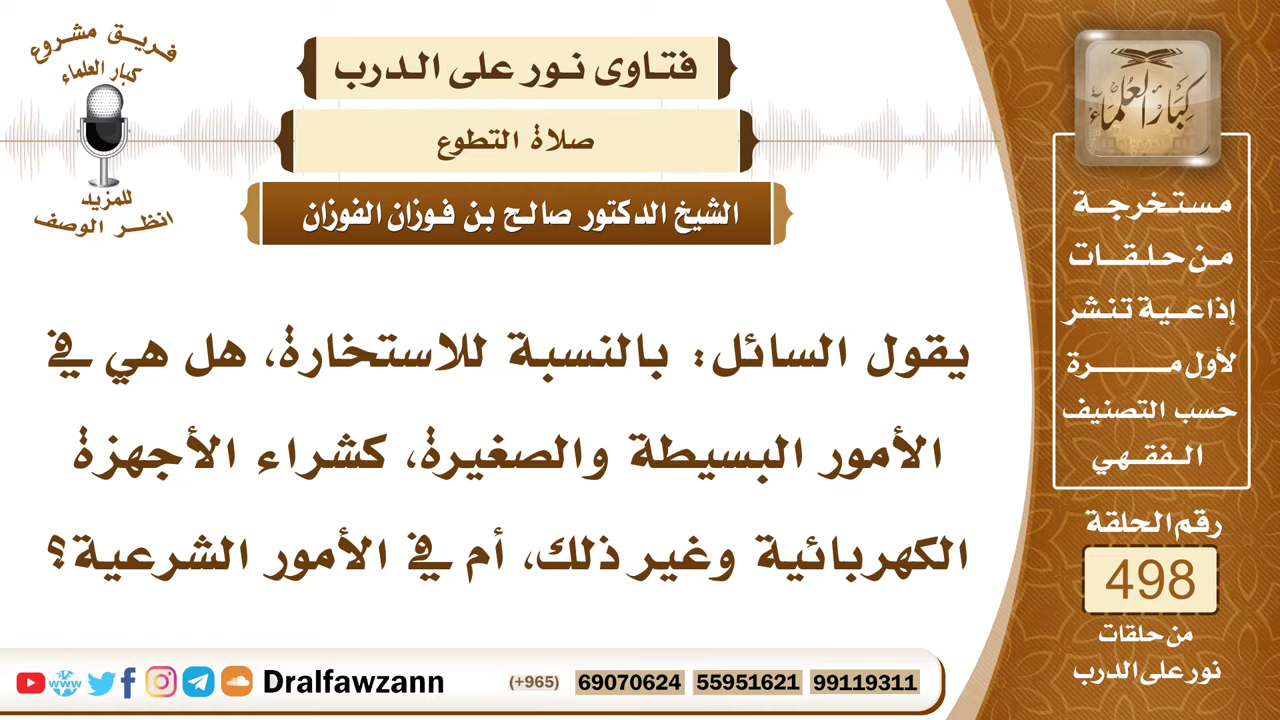 فريق مشروع
كبار العلماء
للمزيد
انظر الوصف
فتاوى نور على الدرب
صلاة التطوع
الشيخ الدكتور صالح بن فوزان الفوزان
يقول السائل: بالنسبة للاستخارة، هل هي في
الأمور البسيطة والصغيرة، كشراء الأجهزة
الكهربائية وغير ذلك، أم في الأمور الشرعية؟
كبار العلماء
مستخرجة
من حلقات
إذاعية تنشر
لأول مرة
حسب التصنيف
الفقهي
رقم الحلقة
498
من حلقات
نور على الدرب
www
Dralfawzann (+965) 69070624 55951621 99119311